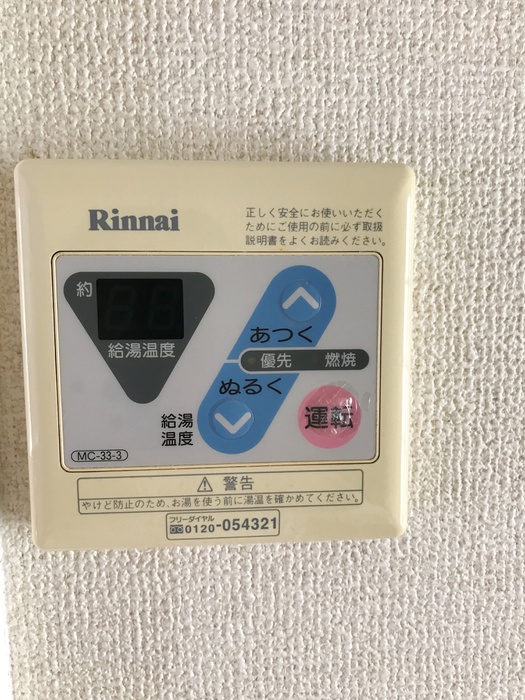 Rinnai
正しく安全にお使いいただく
ためにご使用の前に必ず取扱
説明書をよくお読みください。
約
給湯温度
あつく
優先 燃焼
ぬるく
給湯
温度
運転
MC-33-3
警告
やけど防止のため、お湯を使う前に湯温を確かめてください。
フリーダイヤル
0120-054321